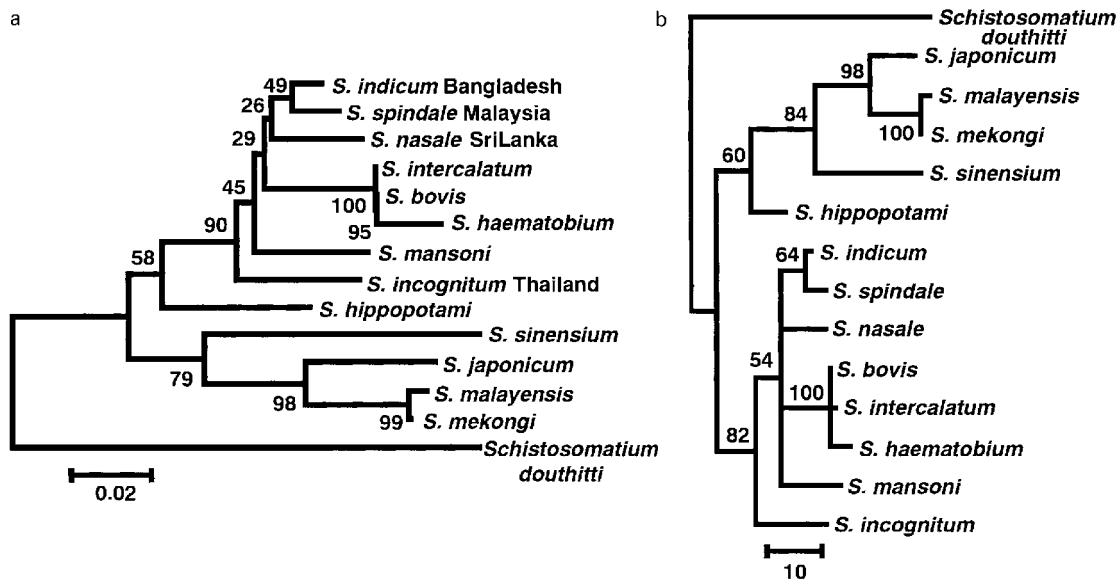 a
49
S. indicum Bangladesh
26
S. spindale Malaysia
29
S. nasale SriLanka
S. intercalatum
45
S. bovis
100
S. haematobium
90
95
S. mansoni
58
S. incognitum Thailand
S. hippopotami
S. sinensium
79
S. japonicum
98
S. malayensis
99
S. mekongi
Schistosomatium
douthitti
0.02
b
Schistosomatium
douthitti
98
S. japonicum
84
S. malayensis
100
S. mekongi
60
S. sinensium
S. hippopotami
64
S. indicum
S. spindale
S. nasale
54
S. bovis
100
S. intercalatum
82
S. haematobium
S. mansoni
S. incognitum
10